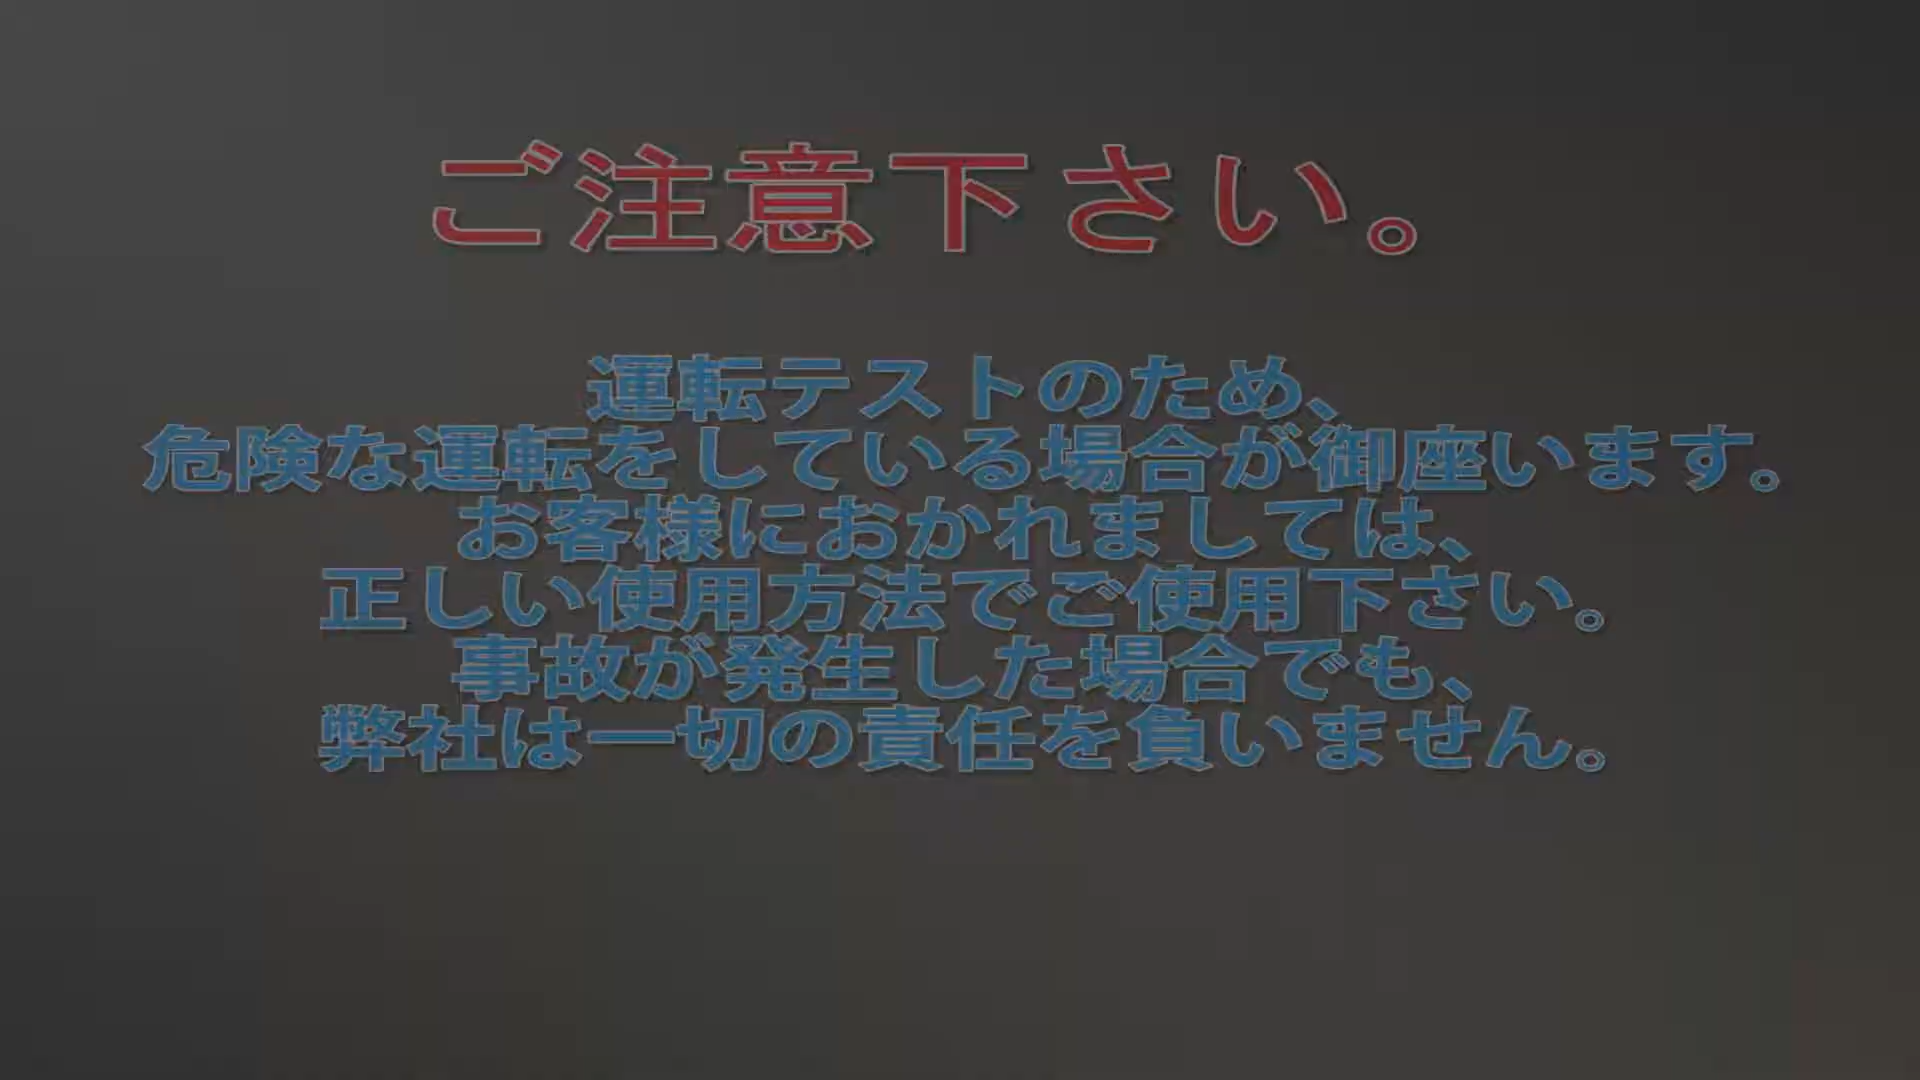 ご注意下さい。
運転テストのため、
危険な運転をしている場合が御座います。
お客様におかれましては、
正しい使用方法でご使用下さい。
事故が発生した場合でも、
弊社は一切の責任を負いません。